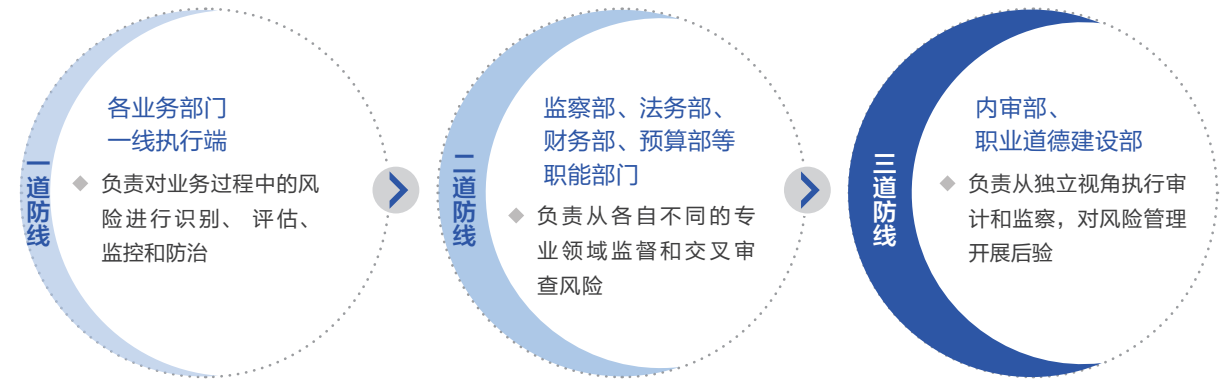 一道防线
各业务部门
一线执行端
负责对业务过程中的风
险进行识别、 评估、
监控和防治
二道防线
监察部、法务部、
财务部、预算部等
职能部门
负责从各自不同的专
业领域监督和交叉审
查风险
三道防线
内审部、
职业道德建设部
负责从独立视角执行审
计和监察，对风险管理
开展后验